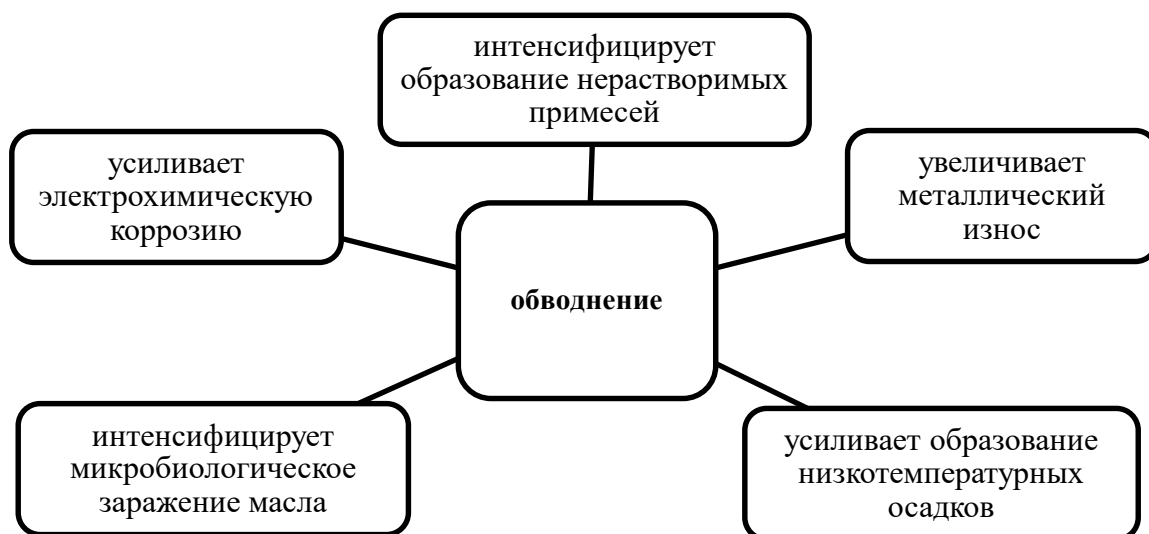 интенсифицирует
образование нерастворимых
примесей
усиливает
электрохимическую
коррозию
увеличивает
металлический
износ
обводнение
интенсифицирует
микробиологическое
заражение масла
усиливает образование
низкотемпературных
осадков